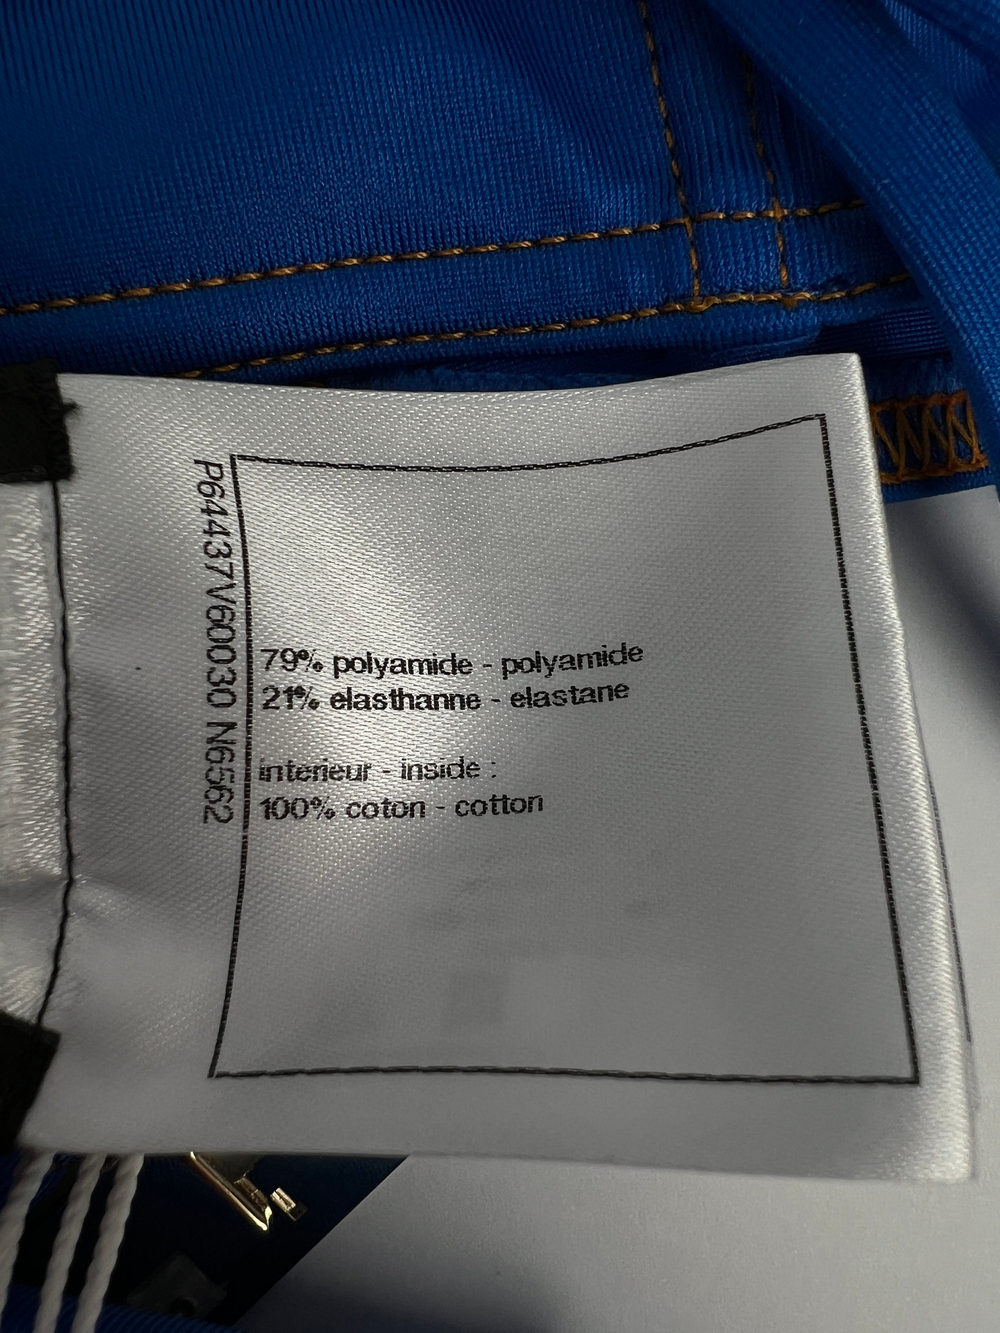 P64437V60030 N6562
79% polyamide - polyamide
21% elasthanne - elastane
interieur - inside :
100% coton - cotton